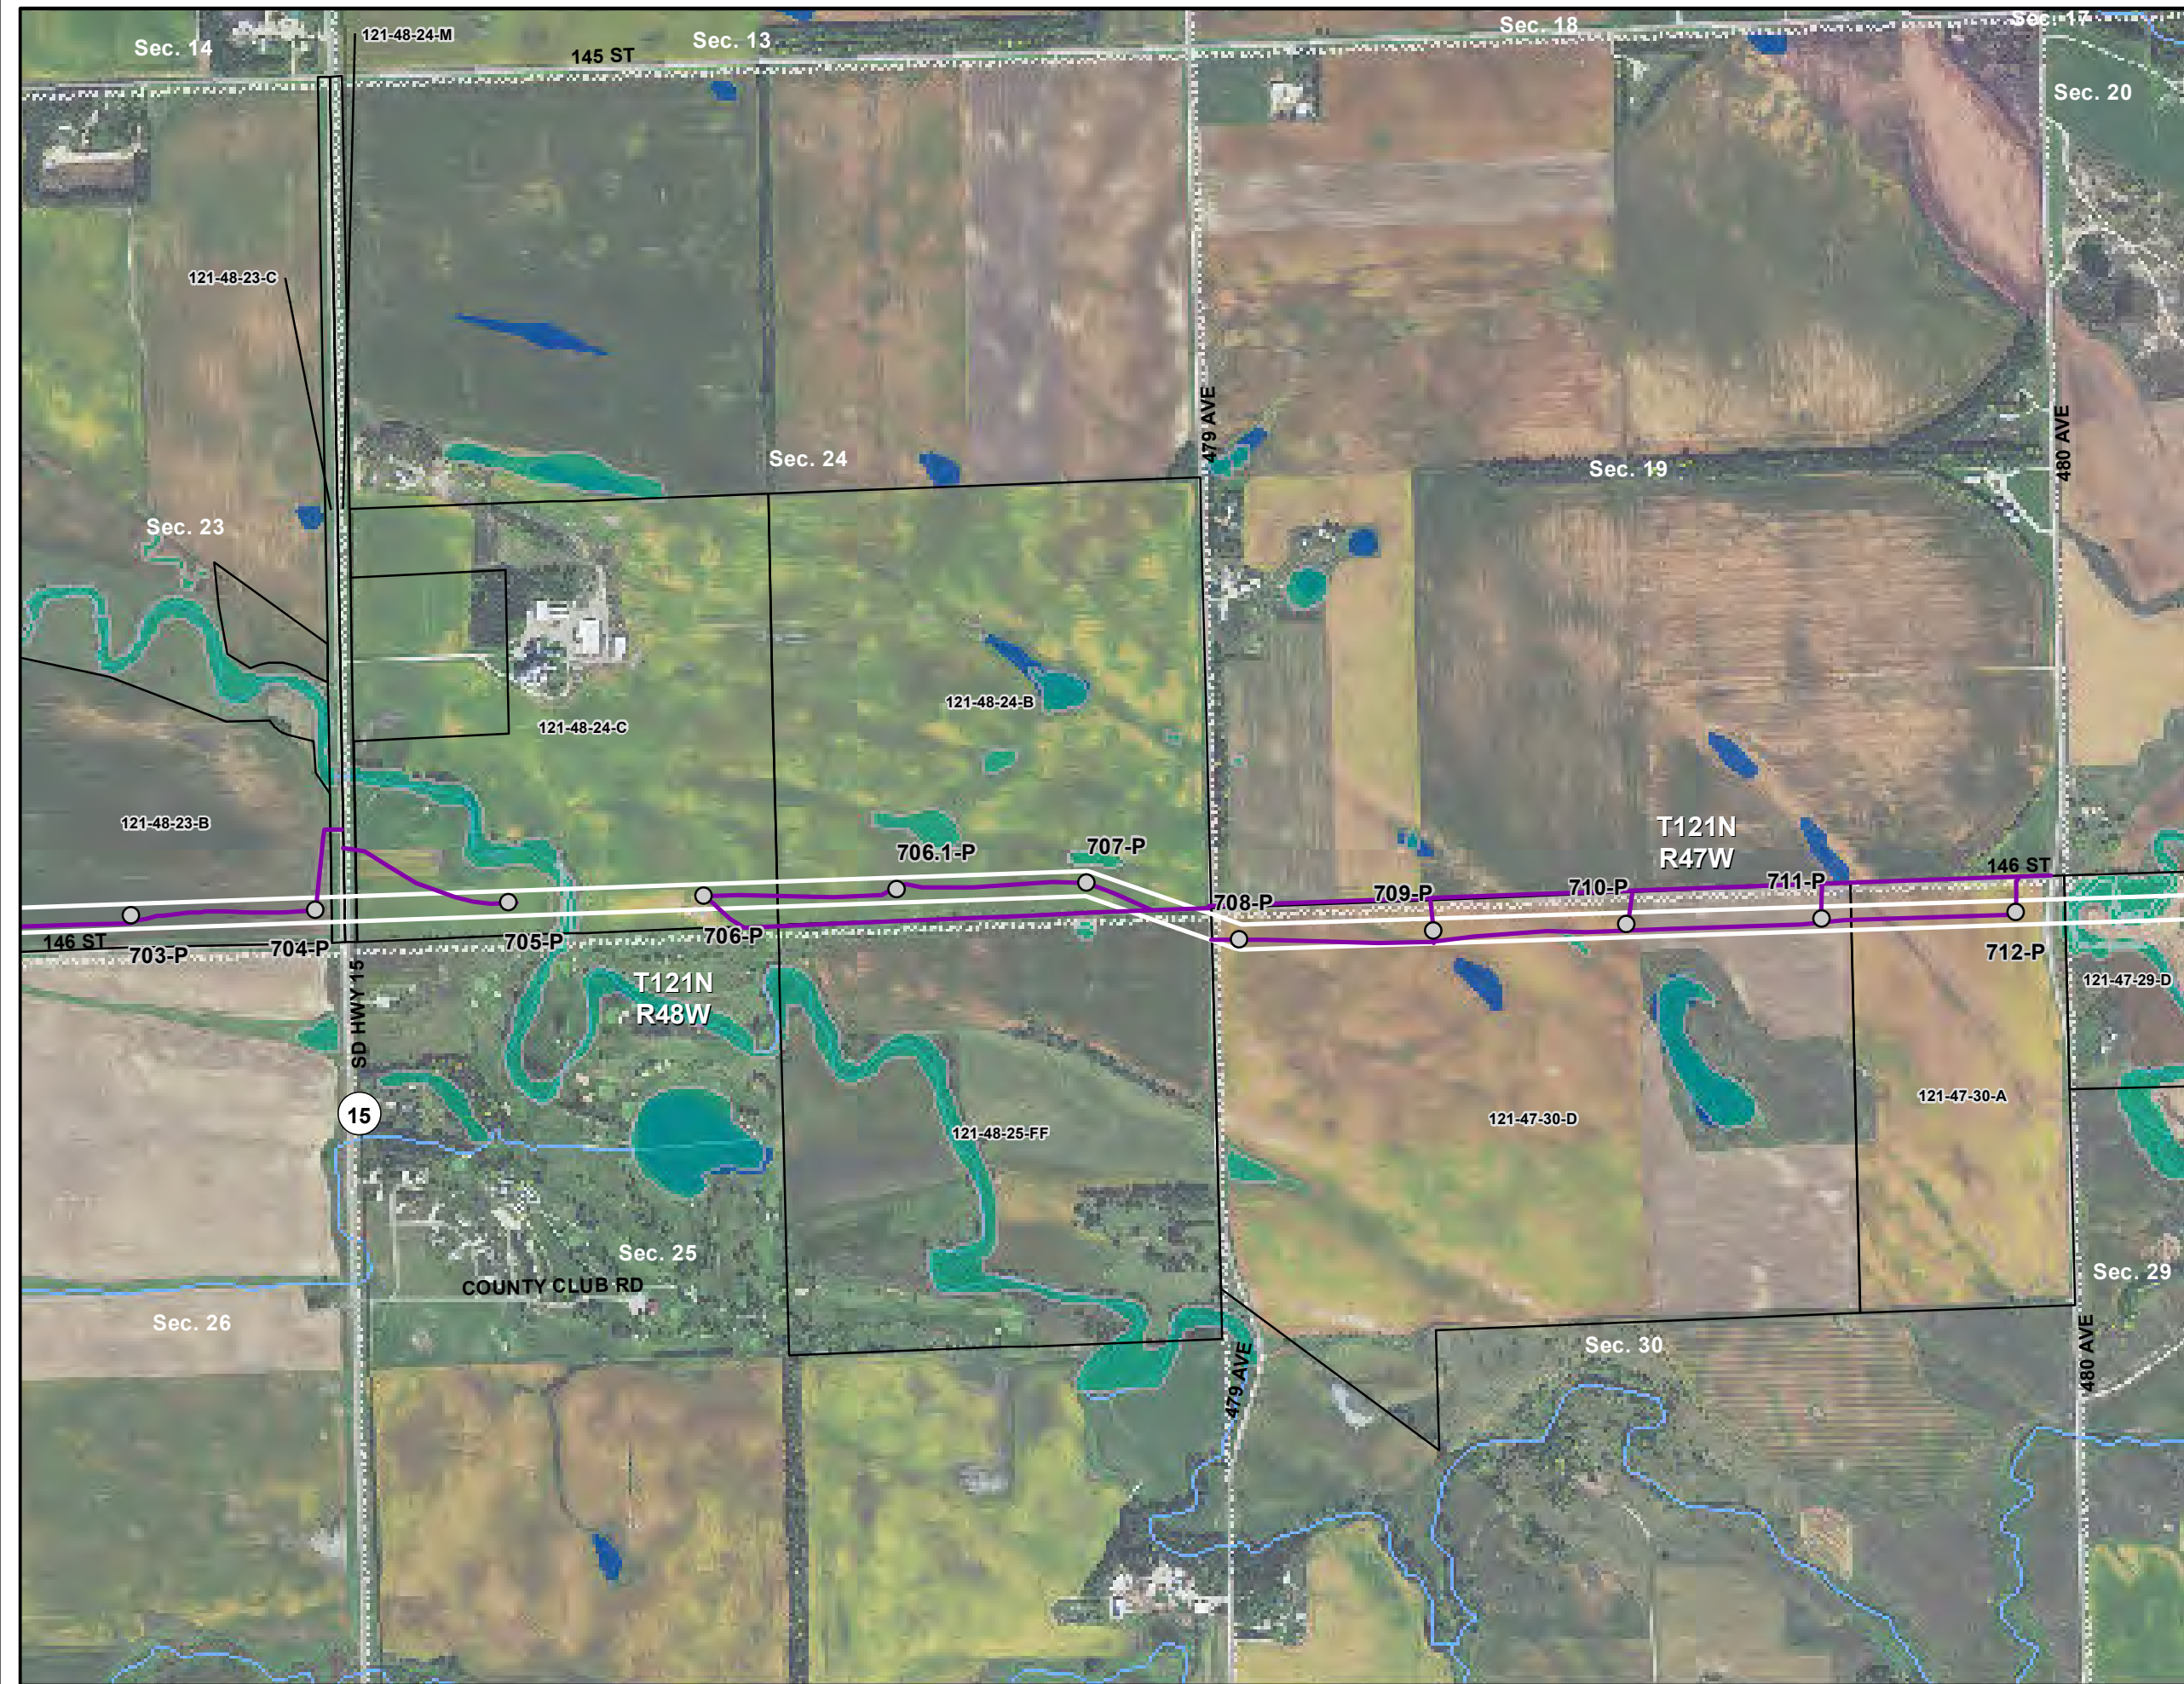 Sec. 14
121-48-24-M
145 ST
Sec. 13
Sec. 18
Sec. 17
Sec. 20
121-48-23-C
479 AVE
480 AVE
Sec. 24
Sec. 19
Sec. 23
121-48-24-B
121-48-24-C
121-48-23-B
706.1-P
707-P
T121N
R47W
146 ST
708-P
709-P
710-P
711-P
146 ST
703-P
704-P
705-P
706-P
712-P
SD HWY 15
T121N
R48W
121-47-29-D
15
121-48-25-FF
121-47-30-D
121-47-30-A
Sec. 25
COUNTY CLUB RD
Sec. 26
Sec. 29
Sec. 30
479 AVE
480 AVE